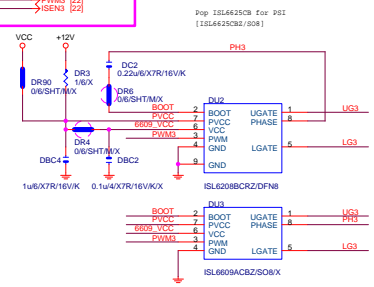 PWM3 [22]
ISEN3 [22]
Pop ISL6625CB for PSI
[ISL6625CBZ/SO8]
VCC
+12V
PH3
DC2
0.22u/6/X7R/16V/K
DR90
0/6/SHT/M/X
DR3
1/6/X
DR6
0/6/SHT/M/X
DU2
BOOT 2 BOOT UGATE 1 UG3
PVCC 7 PVCC PHASE 8
6609_VCC 6 VCC
PWM3 3 PWM
4 GND LGATE 5 LG3
9 GND
DR4
0/6/SHT/M/X
DBC4
DBC2
1u/6/X7R/16V/K
0.1u/4/X7R/16V/K/X
ISL6208BCRZ/DFN8
DU3
BOOT 2 BOOT UGATE 1 UG3
PVCC 7 PVCC PHASE 8 PH3
6609_VCC 6 VCC
PWM3 3 PWM
4 GND LGATE 5 LG3
ISL6609ACBZ/SO8/X